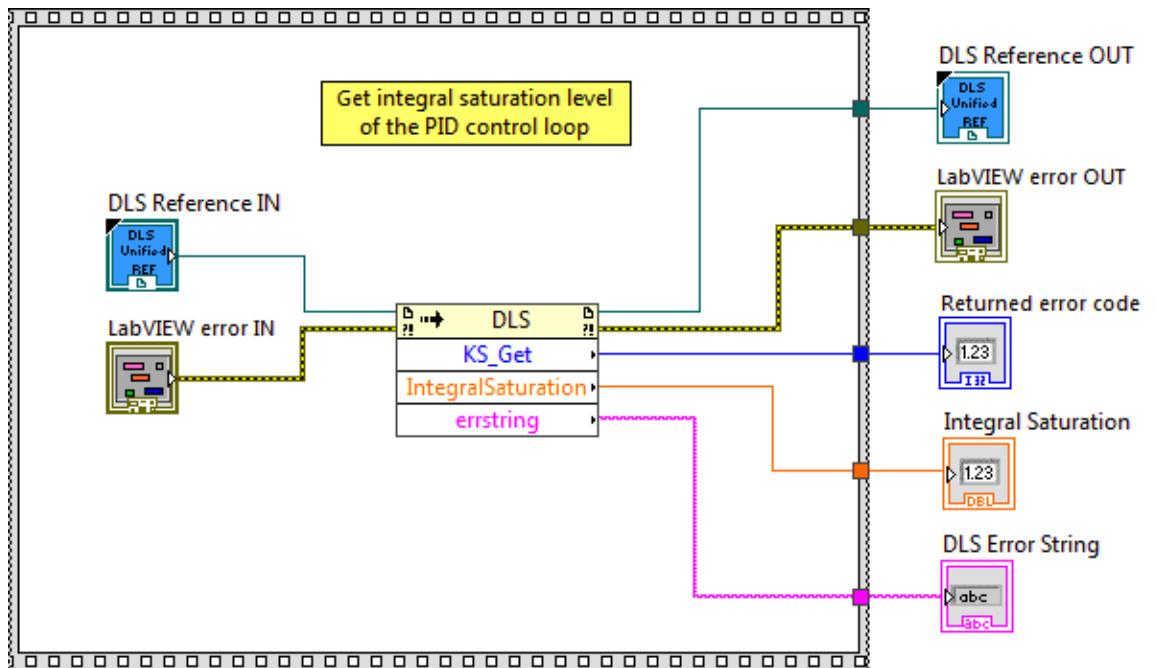 DLS Reference OUT
DLS
Unified
REF
Get integral saturation level
of the PID control loop
LabVIEW error OUT
DLS Reference IN
DLS
Unified
REF
Returned error code
1.23
I32
LabVIEW error IN
DLS
KS_Get
IntegralSaturation
errstring
Integral Saturation
1.23
DBL
DLS Error String
abc
abc